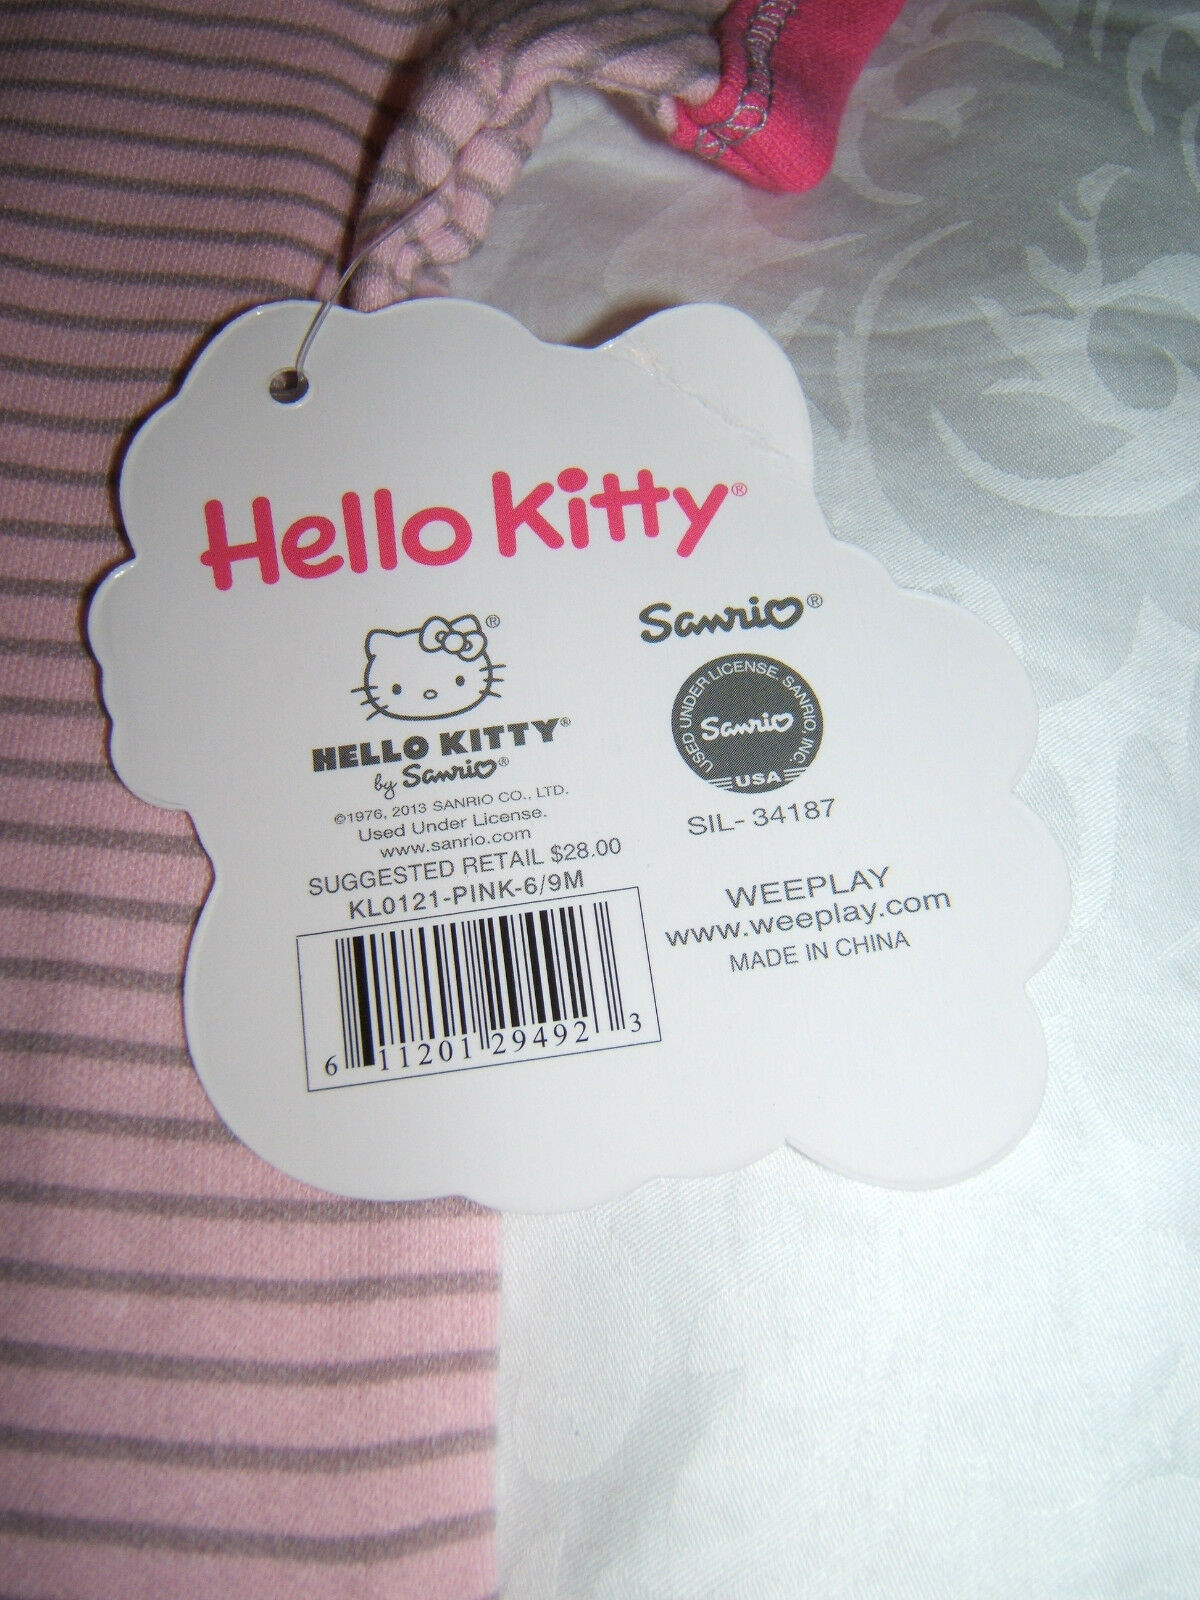 Hello Kitty®
®
HELLO KITTY®
by Sanrio®
©1976, 2013 SANRIO CO., LTD.
Used Under License.
www.sanrio.com
SUGGESTED RETAIL $28.00
KL0121-PINK-6/9M
6 11201 29492 3
Sanrio®
USED UNDER LICENSE. SANRIO, INC.
Sanrio
USA
SIL- 34187
WEEPLAY
www.weeplay.com
MADE IN CHINA